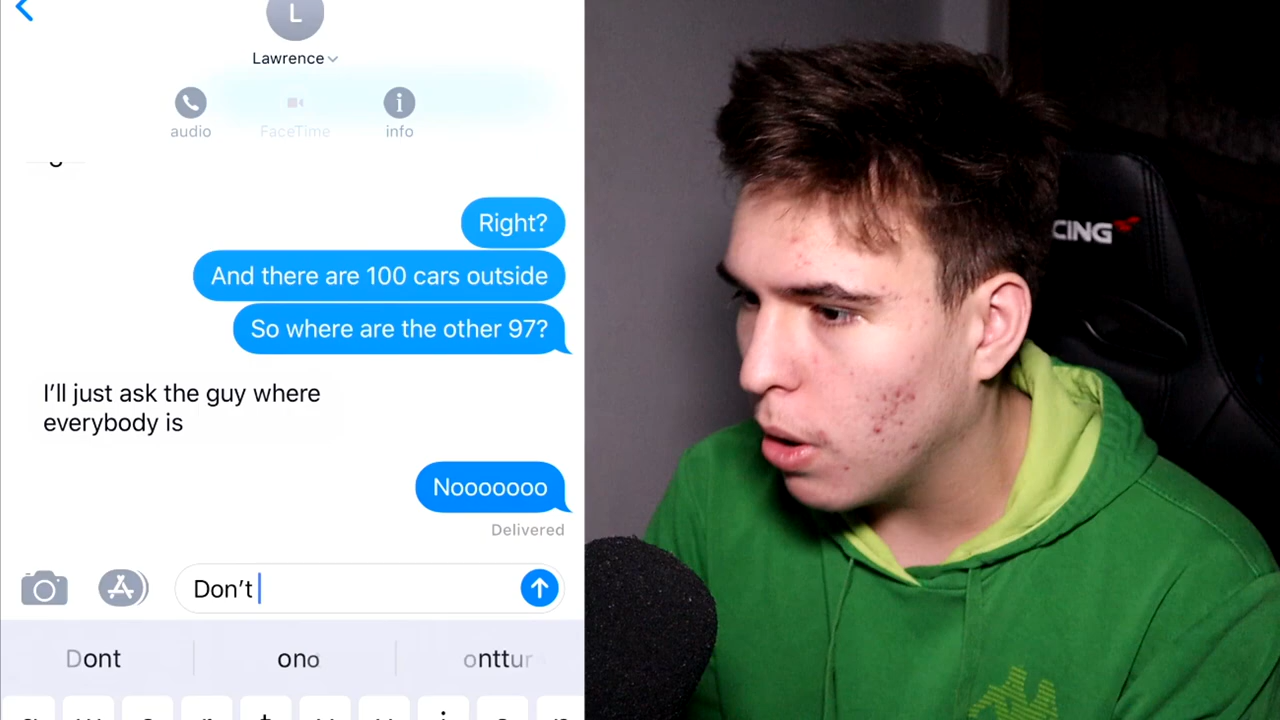 L
Lawrence
audio
FaceTime
info
Right?
And there are 100 cars outside
So where are the other 97?
I'll just ask the guy where
everybody is
Nooooooo
Delivered
Don't
Dont
ono
onttur
CING